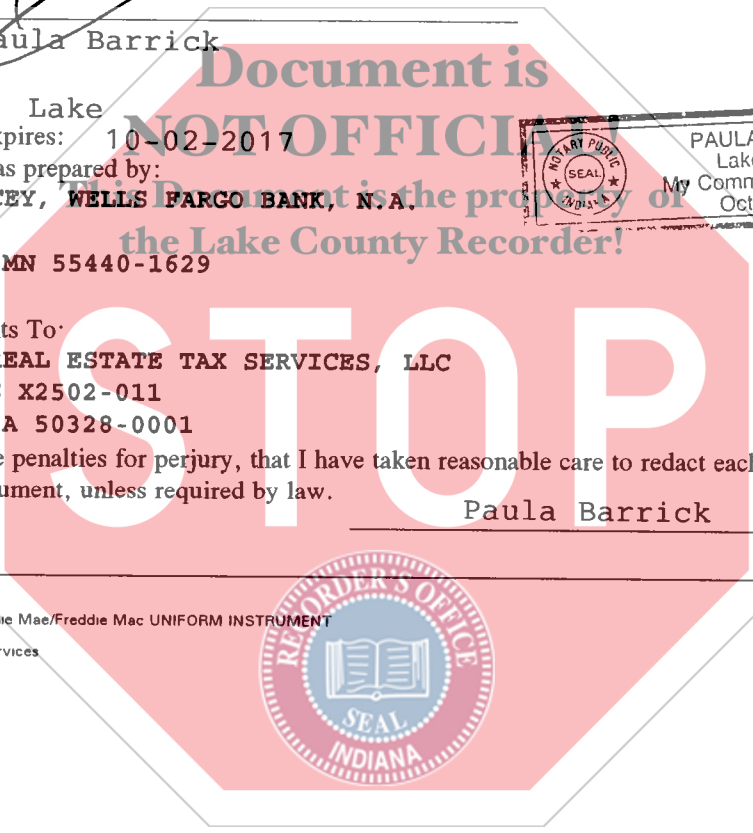 aula Barrick
Document is
Lake
NOT OFFICIAL!
xpires: 10-02-2017
as prepared by:
CEY, WELLS FARGO BANK, N.A.
This Document is the property of
the Lake County Recorder!
MN 55440-1629
NOTARY PUBLIC
SEAL
INDIANA
PAULA
Lake
My Comm
Oct
ts To:
REAL ESTATE TAX SERVICES, LLC
X2502-011
A 50328-0001
STOP
e penalties for perjury, that I have taken reasonable care to redact each
ument, unless required by law.
Paula Barrick
ie Mae/Freddie Mac UNIFORM INSTRUMENT
rvices
RECORDER'S OFFICE
SEAL
INDIANA